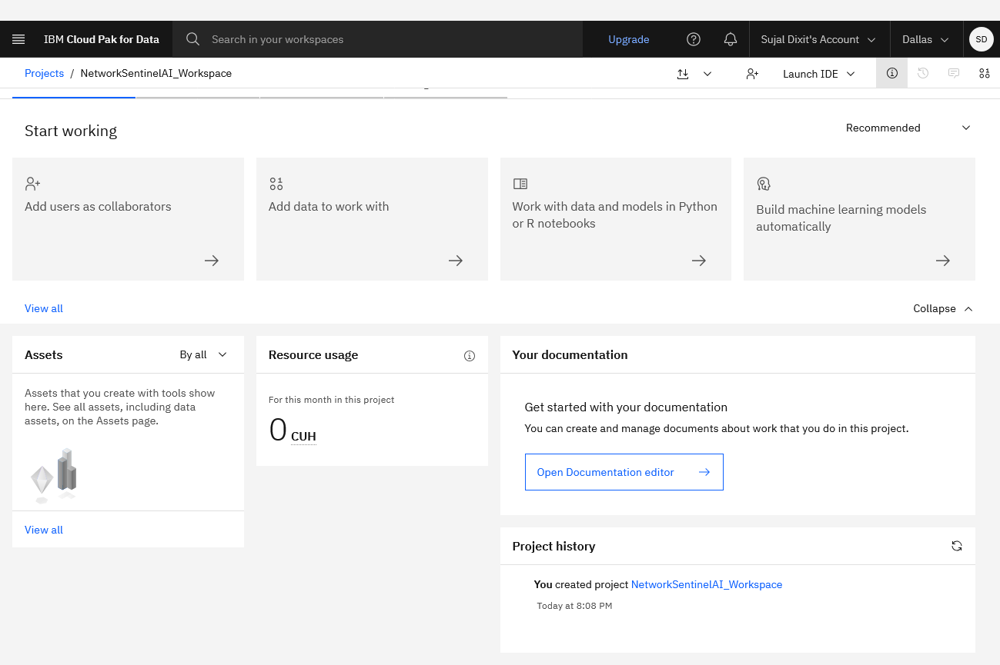 IBM Cloud Pak for Data
Search in your workspaces
Upgrade
Sujal Dixit's Account
Dallas
SD
Projects / NetworkSentinelAI_Workspace
Launch IDE
Start working
Recommended
Add users as collaborators
Add data to work with
Work with data and models in Python
or R notebooks
Build machine learning models
automatically
View all
Collapse
Assets
By all
Assets that you create with tools show
here. See all assets, including data
assets, on the Assets page.
View all
Resource usage
For this month in this project
0 CUH
Your documentation
Get started with your documentation
You can create and manage documents about work that you do in this project.
Open Documentation editor
Project history
You created project NetworkSentinelAI_Workspace
Today at 8:08 PM